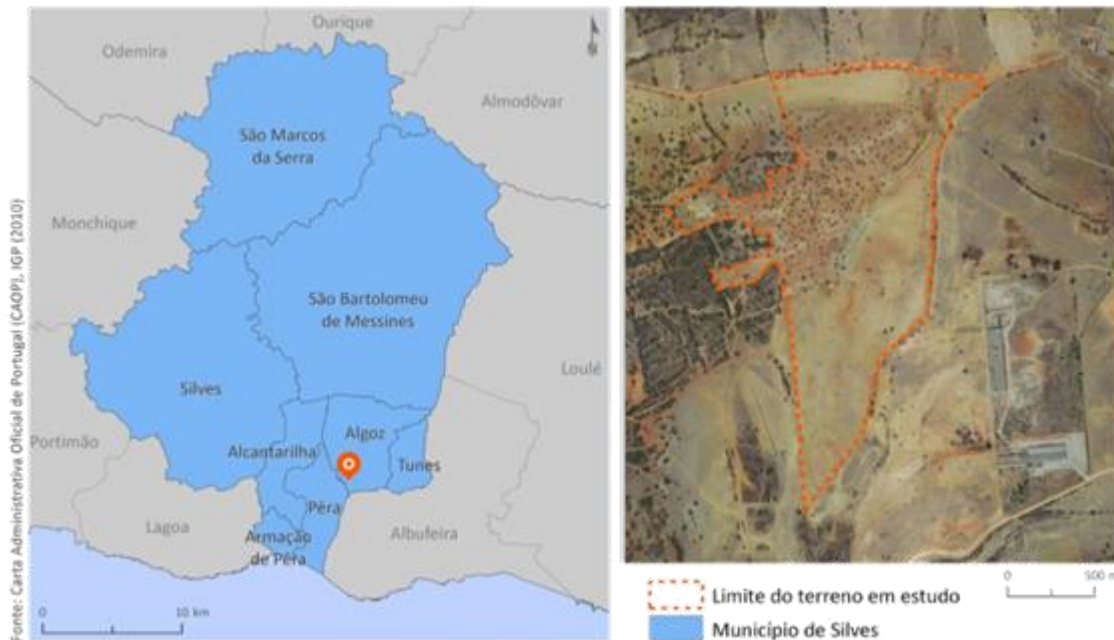 Ourique
Odemira
Almodôvar
São Marcos
da Serra
Monchique
São Bartolomeu
de Messines
Loulé
Silves
Portimão
Algoz
Alcantarilha
Tunes
Pêra
Lagoa
Albufeira
Armação
de Pêra
0
10 km
Fonte: Carta Administrativa Oficial de Portugal (CAOP), IGP (2010)
N
0
500 m
Limite do terreno em estudo
Município de Silves